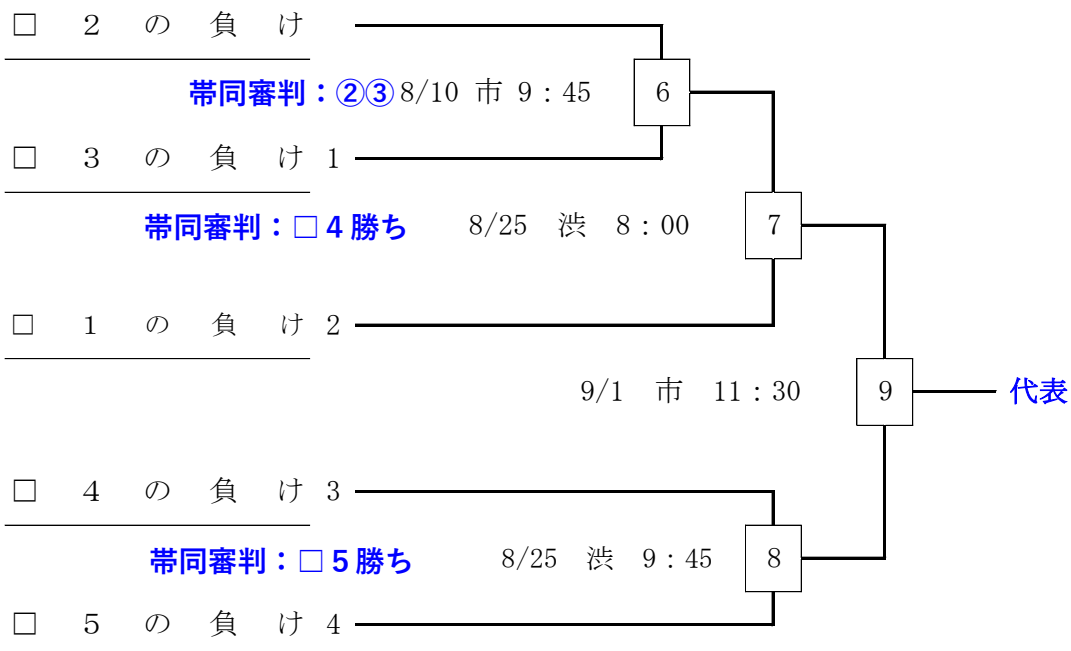 □ 2 の 負 け
帯同審判：②③ 8/10 市 9：45 6
□ 3 の 負 け 1
帯同審判：□４勝ち 8/25 渋 8：00 7
□ 1 の 負 け 2
9/1 市 11：30 9 代表
□ 4 の 負 け 3
帯同審判：□５勝ち 8/25 渋 9：45 8
□ 5 の 負 け 4